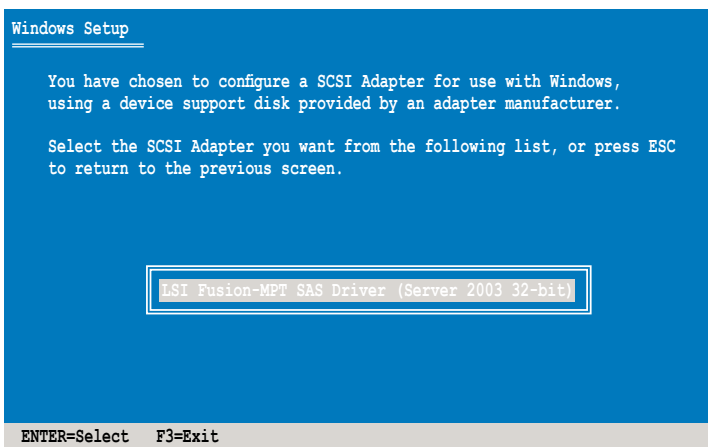 Windows Setup
You have chosen to configure a SCSI Adapter for use with Windows,
using a device support disk provided by an adapter manufacturer.
Select the SCSI Adapter you want from the following list, or press ESC
to return to the previous screen.
LSI Fusion-MPT SAS Driver (Server 2003 32-bit)
ENTER=Select F3=Exit